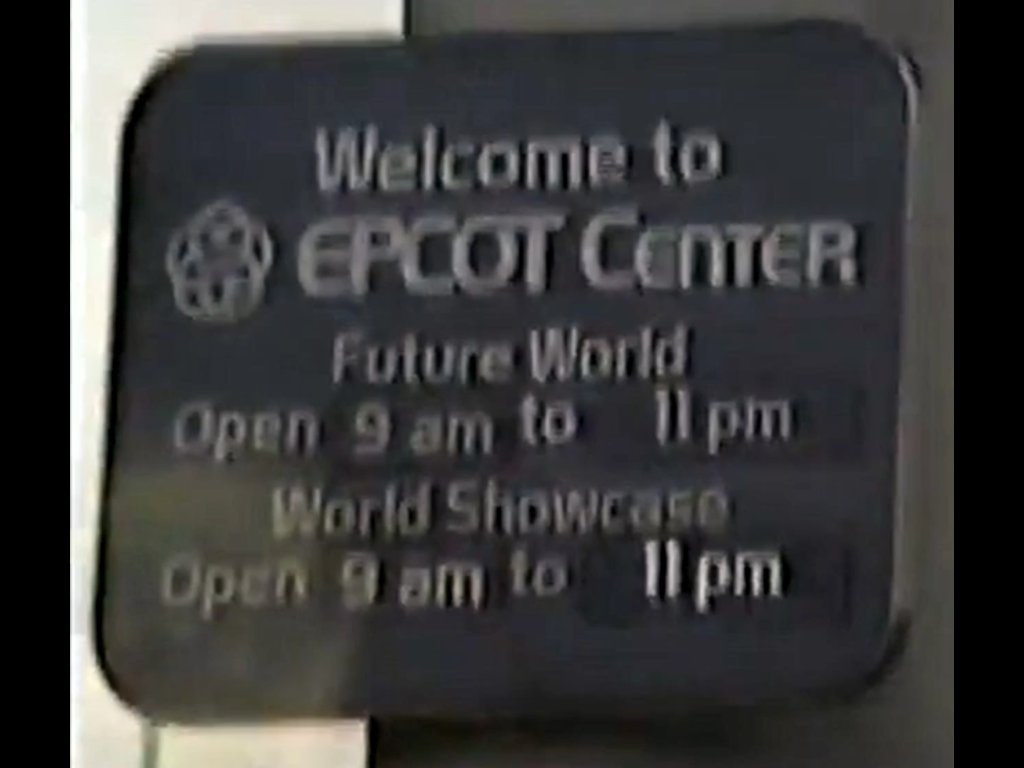 Welcome to
EPCOT CENTER
Future World
Open 9 am to 11 pm
World Showcase
Open 9 am to 11 pm